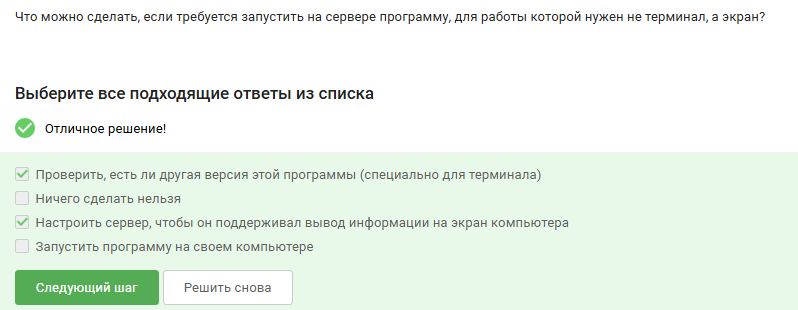 Что можно сделать, если требуется запустить на сервере программу, для работы которой нужен не терминал, а экран?
Выберите все подходящие ответы из списка
Отличное решение!
Проверить, есть ли другая версия этой программы (специально для терминала)
Ничего сделать нельзя
Настроить сервер, чтобы он поддерживал вывод информации на экран компьютера
Запустить программу на своем компьютере
Следующий шаг
Решить снова